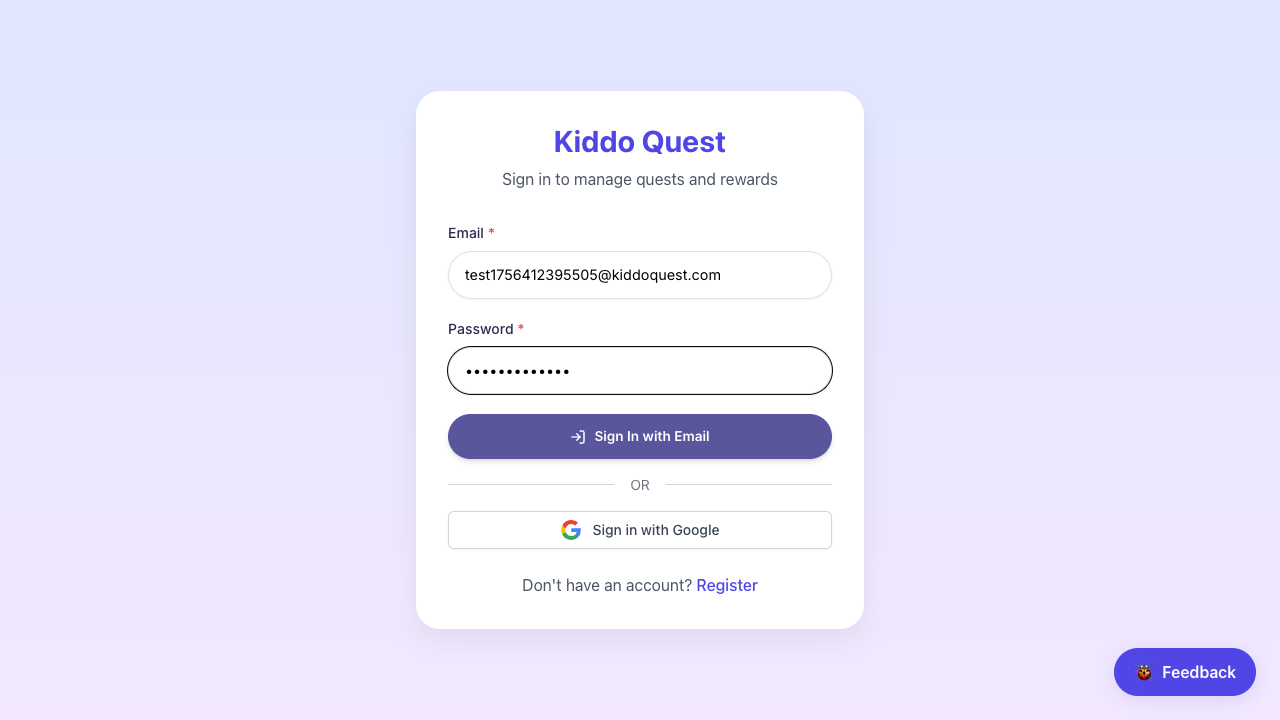 Kiddo Quest
Sign in to manage quests and rewards
Email *
test1756412395505@kiddoquest.com
Password *
•••••••••••••
Sign In with Email
OR
Sign in with Google
Don't have an account? Register
Feedback